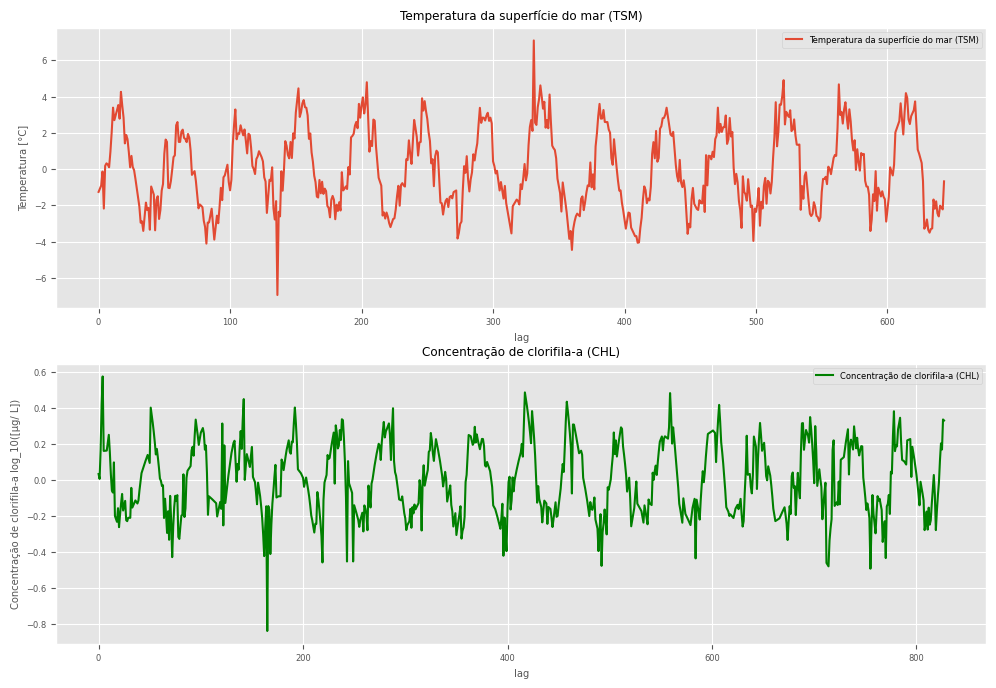 Temperatura da superfície do mar (TSM)
Temperatura da superfície do mar (TSM)
Temperatura [°C]
6
4
2
0
−2
−4
−6
0 100 200 300 400 500 600
lag
Concentração de clorifila-a (CHL)
Concentração de clorifila-a (CHL)
Concentração de clorifila-a log_10([µg/ L])
0.6
0.4
0.2
0.0
−0.2
−0.4
−0.6
−0.8
0 200 400 600 800
lag